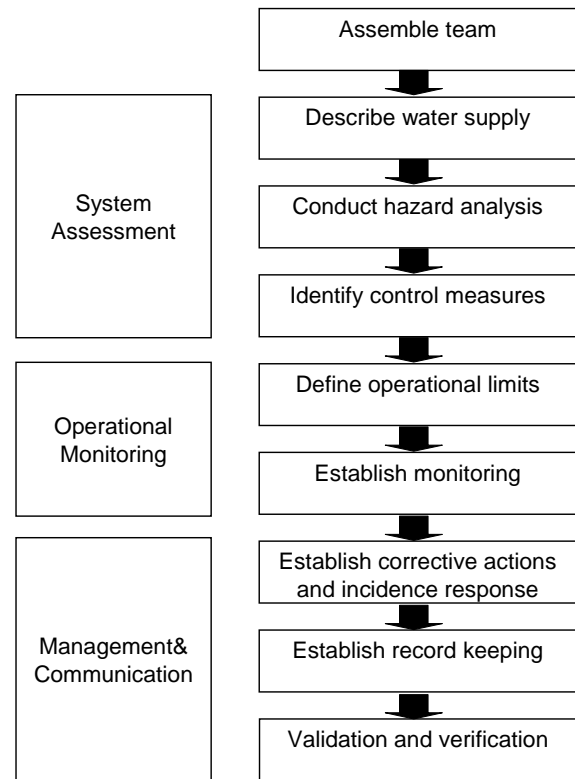 Assemble team
Describe water supply
System
Assessment
Conduct hazard analysis
Identify control measures
Define operational limits
Operational
Monitoring
Establish monitoring
Establish corrective actions
and incidence response
Management&
Communication
Establish record keeping
Validation and verification